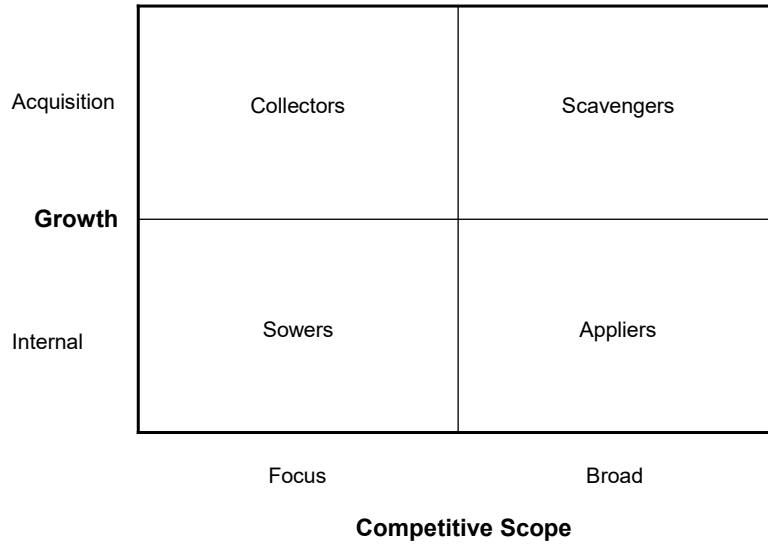 Acquisition
Collectors
Scavengers
Growth
Internal
Sowers
Appliers
Focus
Broad
Competitive Scope